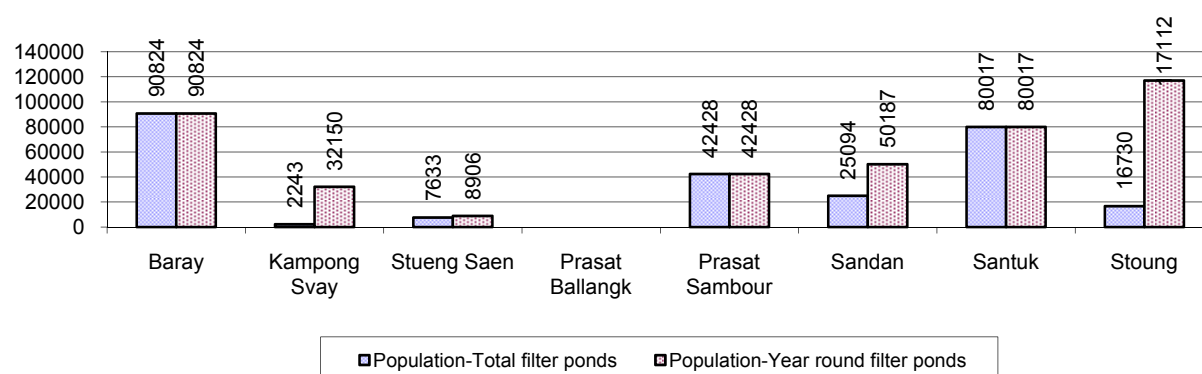 140000
120000
100000
80000
60000
40000
20000
0
90824
90824
2243
32150
7633
8906
42428
42428
25094
50187
80017
80017
16730
17112
Baray
Kampong Svay
Stueng Saen
Prasat Ballangk
Prasat Sambour
Sandan
Santuk
Stoung
Population-Total filter ponds
Population-Year round filter ponds